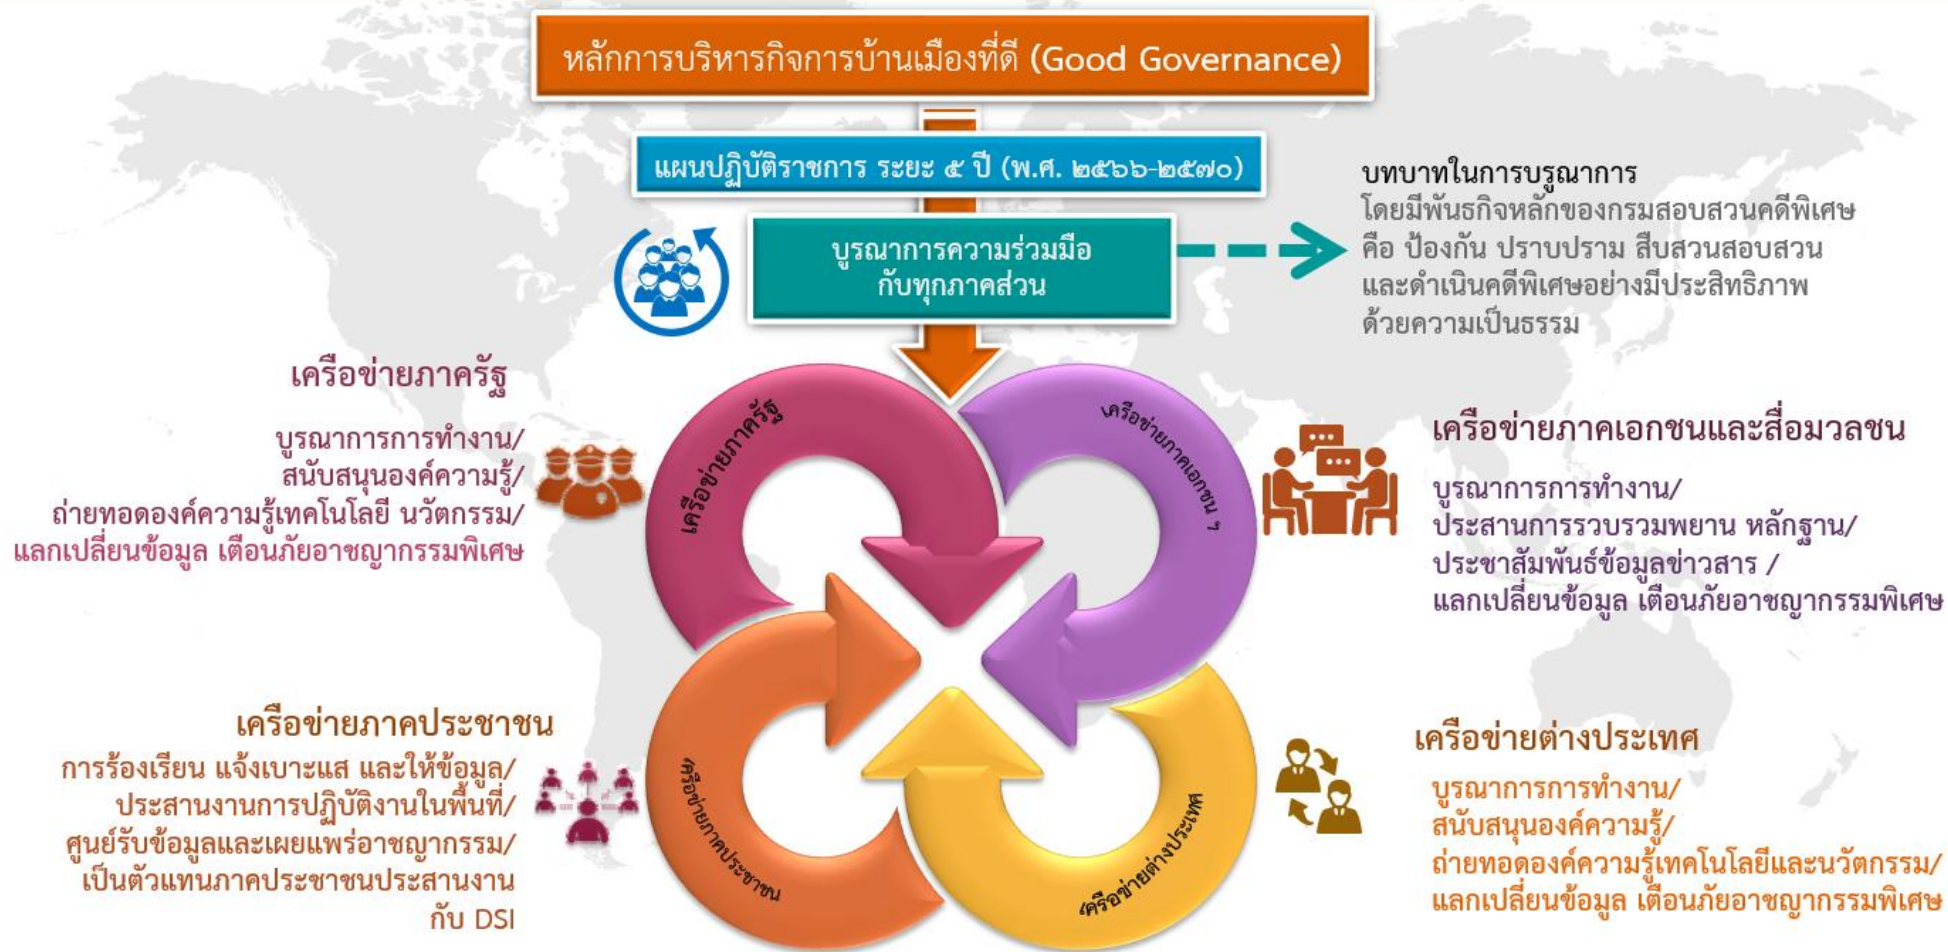 หลักการบริหารกิจการบ้านเมืองที่ดี (Good Governance)
แผนปฏิบัติราชการ ระยะ ๕ ปี (พ.ศ. ๒๕๖๖-๒๕๗๐)
บูรณาการความร่วมมือ
กับทุกภาคส่วน
บทบาทในการบรูณาการ
โดยมีพันธกิจหลักของกรมสอบสวนคดีพิเศษ
คือ ป้องกัน ปราบปราม สืบสวนสอบสวน
และดำเนินคดีพิเศษอย่างมีประสิทธิภาพ
ด้วยความเป็นธรรม
เครือข่ายภาครัฐ
บูรณาการการทำงาน/
สนับสนุนองค์ความรู้/
ถ่ายทอดองค์ความรู้เทคโนโลยี นวัตกรรม/
แลกเปลี่ยนข้อมูล เตือนภัยอาชญากรรมพิเศษ
เครือข่ายภาครัฐ
เครือข่ายภาคเอกชน ฯ
เครือข่ายภาคเอกชนและสื่อมวลชน
บูรณาการการทำงาน/
ประสานการรวบรวมพยาน หลักฐาน/
ประชาสัมพันธ์ข้อมูลข่าวสาร /
แลกเปลี่ยนข้อมูล เตือนภัยอาชญากรรมพิเศษ
เครือข่ายภาคประชาชน
การร้องเรียน แจ้งเบาะแส และให้ข้อมูล/
ประสานงานการปฏิบัติงานในพื้นที่/
ศูนย์รับข้อมูลและเผยแพร่อาชญากรรม/
เป็นตัวแทนภาคประชาชนประสานงาน
กับ DSI
เครือข่ายภาคประชาชน
เครือข่ายต่างประเทศ
เครือข่ายต่างประเทศ
บูรณาการการทำงาน/
สนับสนุนองค์ความรู้/
ถ่ายทอดองค์ความรู้เทคโนโลยีและนวัตกรรม/
แลกเปลี่ยนข้อมูล เตือนภัยอาชญากรรมพิเศษ